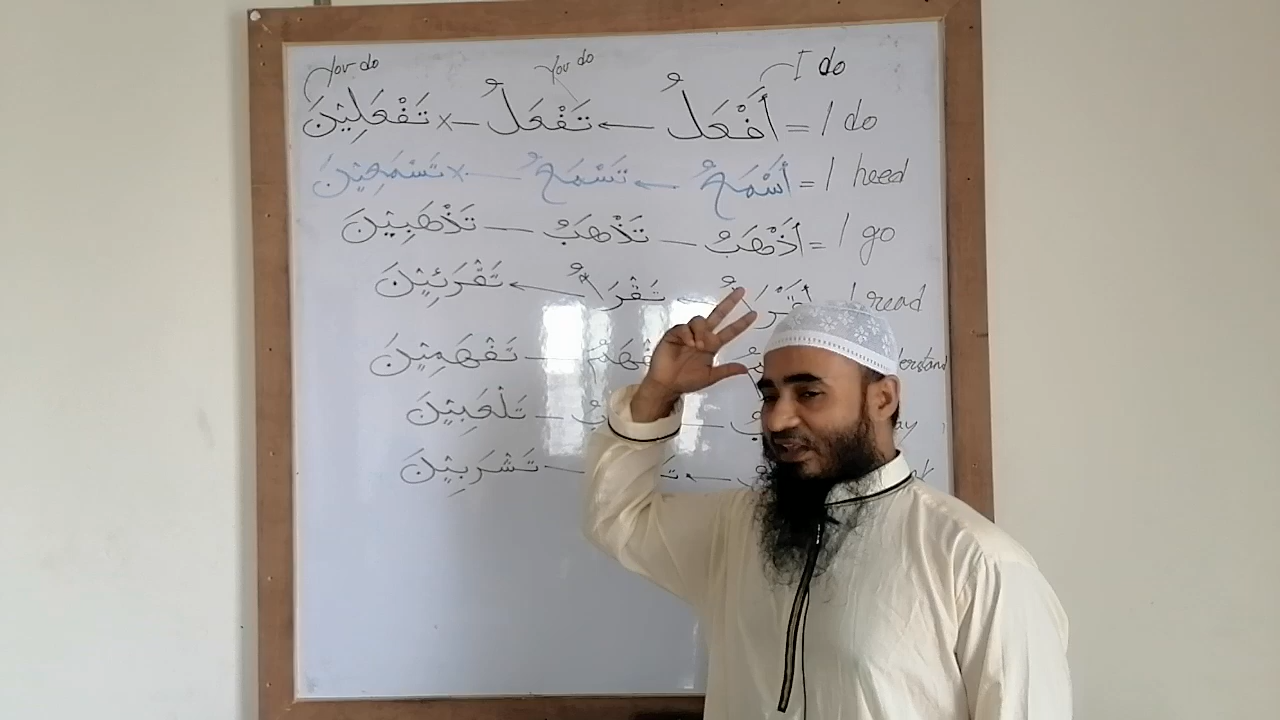 You do You do I do
أَفْعَلُ = I do ← تَفْعَلُ × تَفْعَلِيْنَ
أَسْمَعُ = I heed ← تَسْمَعُ × تَسْمَعِيْنَ
أَذْهَبُ = I go — تَذْهَبُ — تَذْهَبِيْنَ
أَقْرَأُ I read ← تَقْرَأُ ← تَقْرَئِيْنَ
تَفْهَمِيْنَ
تَلْعَبِيْنَ
تَشْرَبِيْنَ